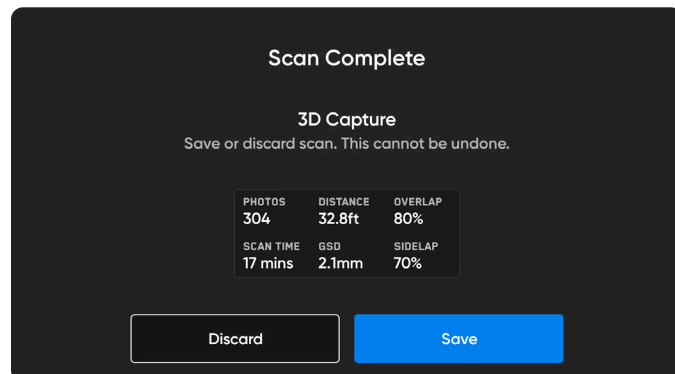 Scan Complete
3D Capture
Save or discard scan. This cannot be undone.
PHOTOS DISTANCE OVERLAP
304 32.8ft 80%
SCAN TIME GSD SIDELAP
17 mins 2.1mm 70%
Discard Save